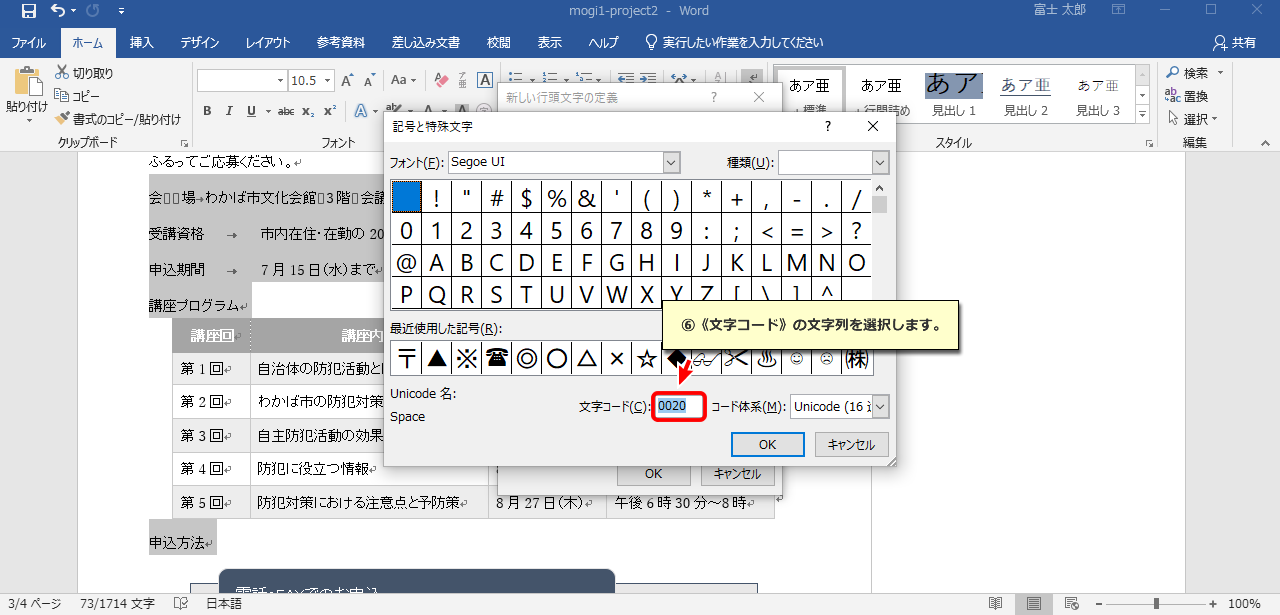 mogi1-project2 - Word
富士 太郎
ファイル ホーム 挿入 デザイン レイアウト 参考資料 差し込み文書 校閲 表示 ヘルプ 実行したい作業を入力してください 共有
貼り付け
切り取り
コピー
書式のコピー/貼り付け
クリップボード
10.5
Aa
B I U abc x₂ x²
フォント
あア亜 あア亜 あア亜 あア亜 あア亜
標準 行間詰め 見出し 1 見出し 2 見出し 3
スタイル
検索
置換
選択
編集
新しい行頭文字の定義
ふるってご応募ください。
会□□場→わかば市文化会館□3階□会議
受講資格 → 市内在住・在勤の 20
申込期間 → 7 月 15 日(水)まで
講座プログラム
講座回 講座内
第 1 回 自治体の防犯活動と
第 2 回 わかば市の防犯対策
第 3 回 自主防犯活動の効果
第 4 回 防犯に役立つ情報
第 5 回 防犯対策における注意点と予防策 8 月 27 日(木) 午後 6 時 30 分～8 時
申込方法
電話・FAXでのお申込
記号と特殊文字
フォント(F): Segoe UI 種類(U):
! " # $ % & ' ( ) * + , - . /
0 1 2 3 4 5 6 7 8 9 : ; < = > ?
@ A B C D E F G H I J K L M N O
P Q R S T U V W X Y Z [ \ ] ^
⑥《文字コード》の文字列を選択します。
最近使用した記号(R):
〒 ▲ ※ ☎ ◎ ○ △ × ☆ ◆ ✂ ♨ ☺ ☹ ㈱
Unicode 名:
Space
文字コード(C): 0020 コード体系(M): Unicode (16 進
OK キャンセル
OK キャンセル
3/4 ページ 73/1714 文字 日本語 100%